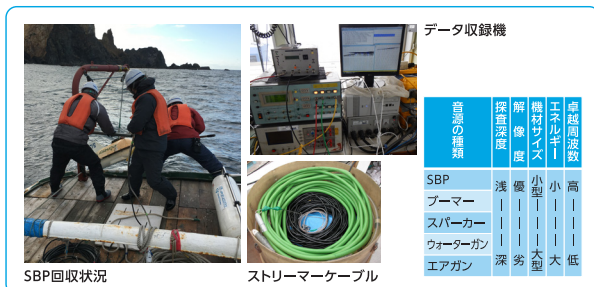 データ収録機
音源の種類 探査深度 解像度 機材サイズ エネルギー 卓越周波数
SBP 浅 優 小型 小 高
ブーマー
スパーカー
ウォーターガン
エアガン 深 劣 大型 大 低
SBP回収状況
ストリーマーケーブル